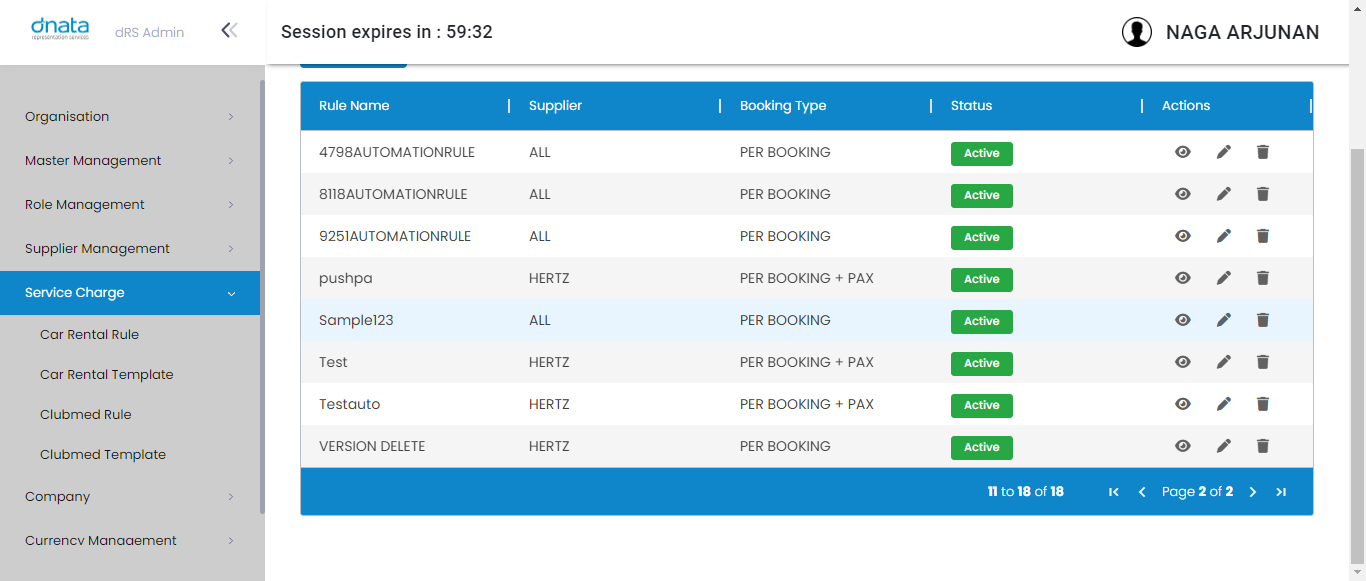 dnata
representation services
dRS Admin
Session expires in : 59:32
NAGA ARJUNAN
Organisation
Master Management
Role Management
Supplier Management
Service Charge
Car Rental Rule
Car Rental Template
Clubmed Rule
Clubmed Template
Company
Currency Management
Rule Name Supplier Booking Type Status Actions
4798AUTOMATIONRULE ALL PER BOOKING Active
8118AUTOMATIONRULE ALL PER BOOKING Active
9251AUTOMATIONRULE ALL PER BOOKING Active
pushpa HERTZ PER BOOKING + PAX Active
Sample123 ALL PER BOOKING Active
Test HERTZ PER BOOKING + PAX Active
Testauto HERTZ PER BOOKING + PAX Active
VERSION DELETE HERTZ PER BOOKING Active
11 to 18 of 18 Page 2 of 2